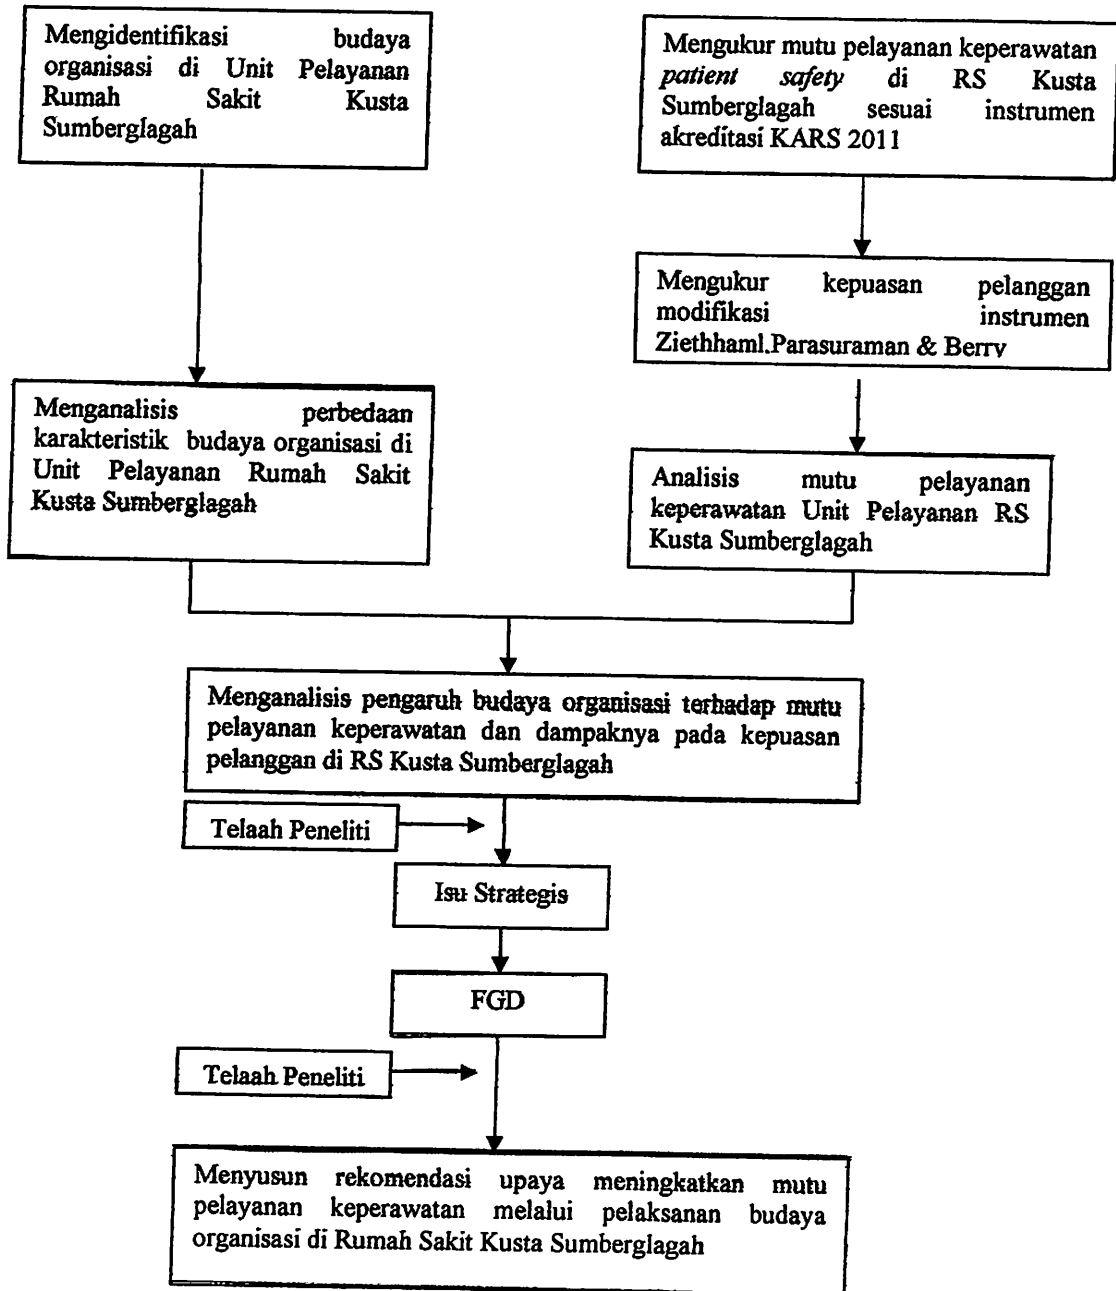 Mengidentifikasi budaya
organisasi di Unit Pelayanan
Rumah Sakit Kusta
Sumberglagah
Mengukur mutu pelayanan keperawatan
patient safety di RS Kusta
Sumberglagah sesuai instrumen
akreditasi KARS 2011
Mengukur kepuasan pelanggan
modifikasi instrumen
Ziethhaml.Parasuraman & Berry
Menganalisis perbedaan
karakteristik budaya organisasi di
Unit Pelayanan Rumah Sakit
Kusta Sumberglagah
Analisis mutu pelayanan
keperawatan Unit Pelayanan RS
Kusta Sumberglagah
Menganalisis pengaruh budaya organisasi terhadap mutu
pelayanan keperawatan dan dampaknya pada kepuasan
pelanggan di RS Kusta Sumberglagah
Telaah Peneliti
Isu Strategis
FGD
Telaah Peneliti
Menyusun rekomendasi upaya meningkatkan mutu
pelayanan keperawatan melalui pelaksanan budaya
organisasi di Rumah Sakit Kusta Sumberglagah